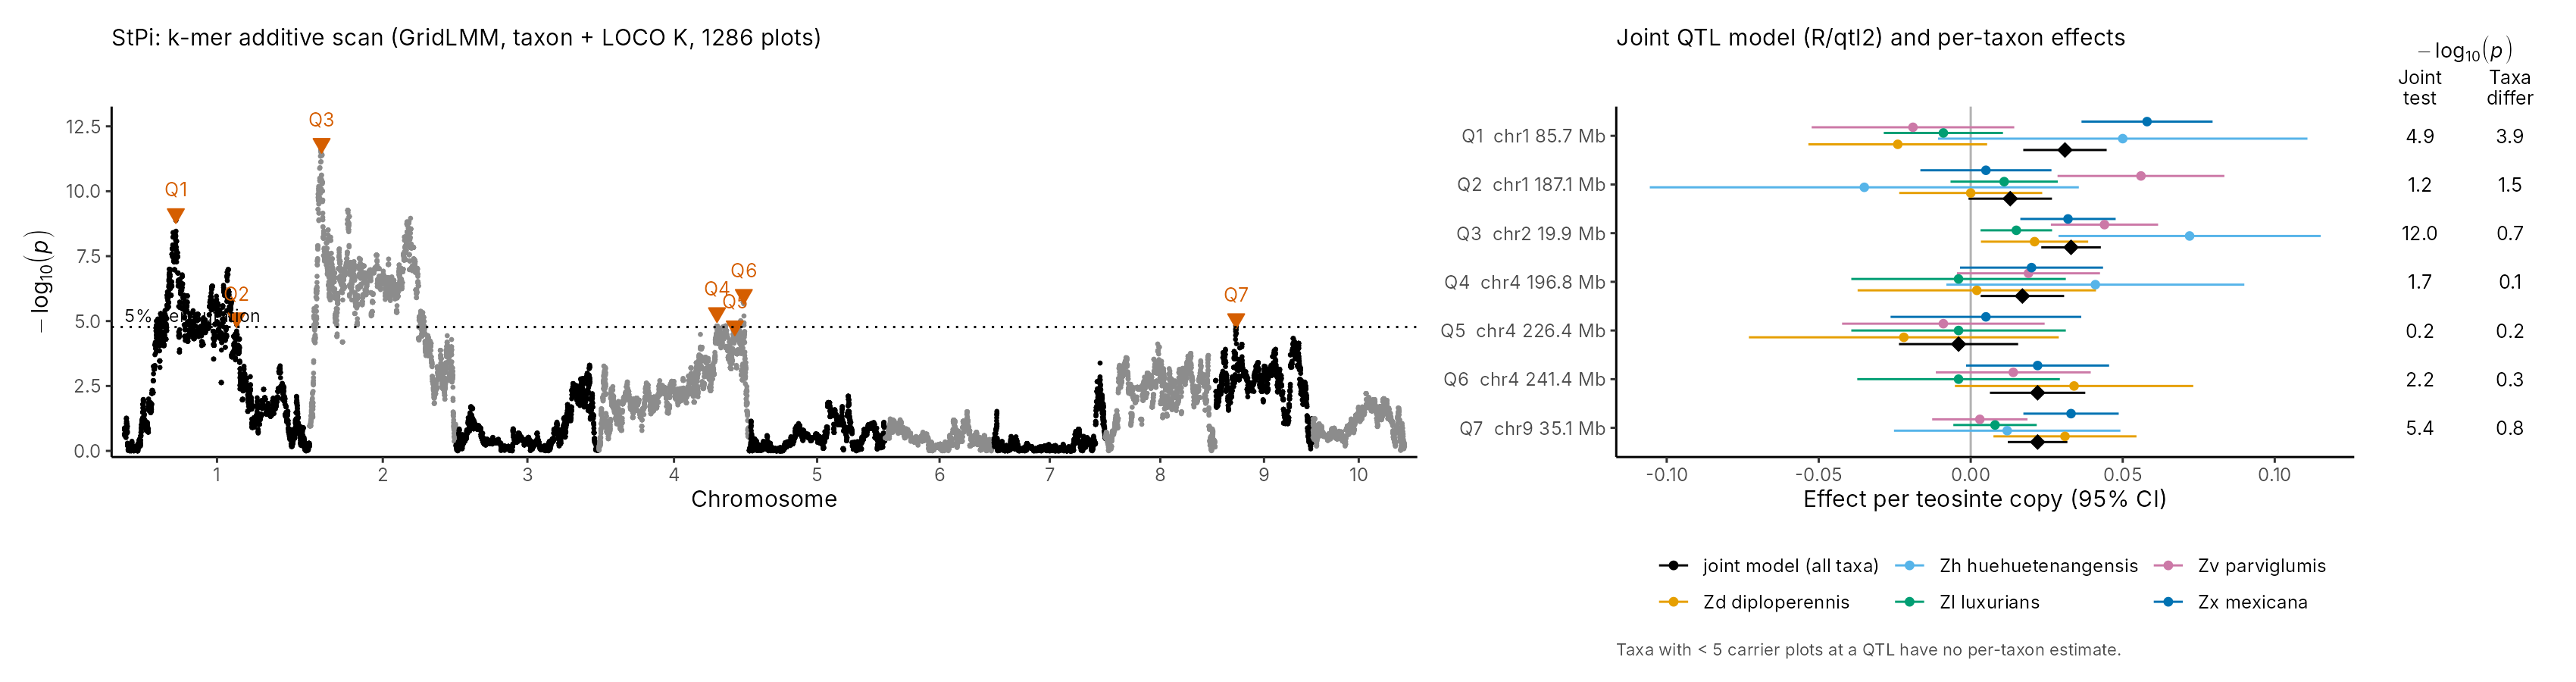 StPi: k-mer additive scan (GridLMM, taxon + LOCO K, 1286 plots)
− log10(p)
12.5
10.0
7.5
5.0
2.5
0.0
Q1
Q2
Q3
Q4
Q5
Q6
Q7
1
2
3
4
5
6
7
8
9
10
Chromosome
Joint QTL model (R/qtl2) and per-taxon effects
− log10(p)
Joint test
Taxa differ
Q1 chr1 85.7 Mb 4.9 3.9
Q2 chr1 187.1 Mb 1.2 1.5
Q3 chr2 19.9 Mb 12.0 0.7
Q4 chr4 196.8 Mb 1.7 0.1
Q5 chr4 226.4 Mb 0.2 0.2
Q6 chr4 241.4 Mb 2.2 0.3
Q7 chr9 35.1 Mb 5.4 0.8
-0.10
-0.05
0.00
0.05
0.10
Effect per teosinte copy (95% CI)
joint model (all taxa)
Zh huehuetenangensis
Zv parviglumis
Zd diploperennis
Zl luxurians
Zx mexicana
Taxa with < 5 carrier plots at a QTL have no per-taxon estimate.